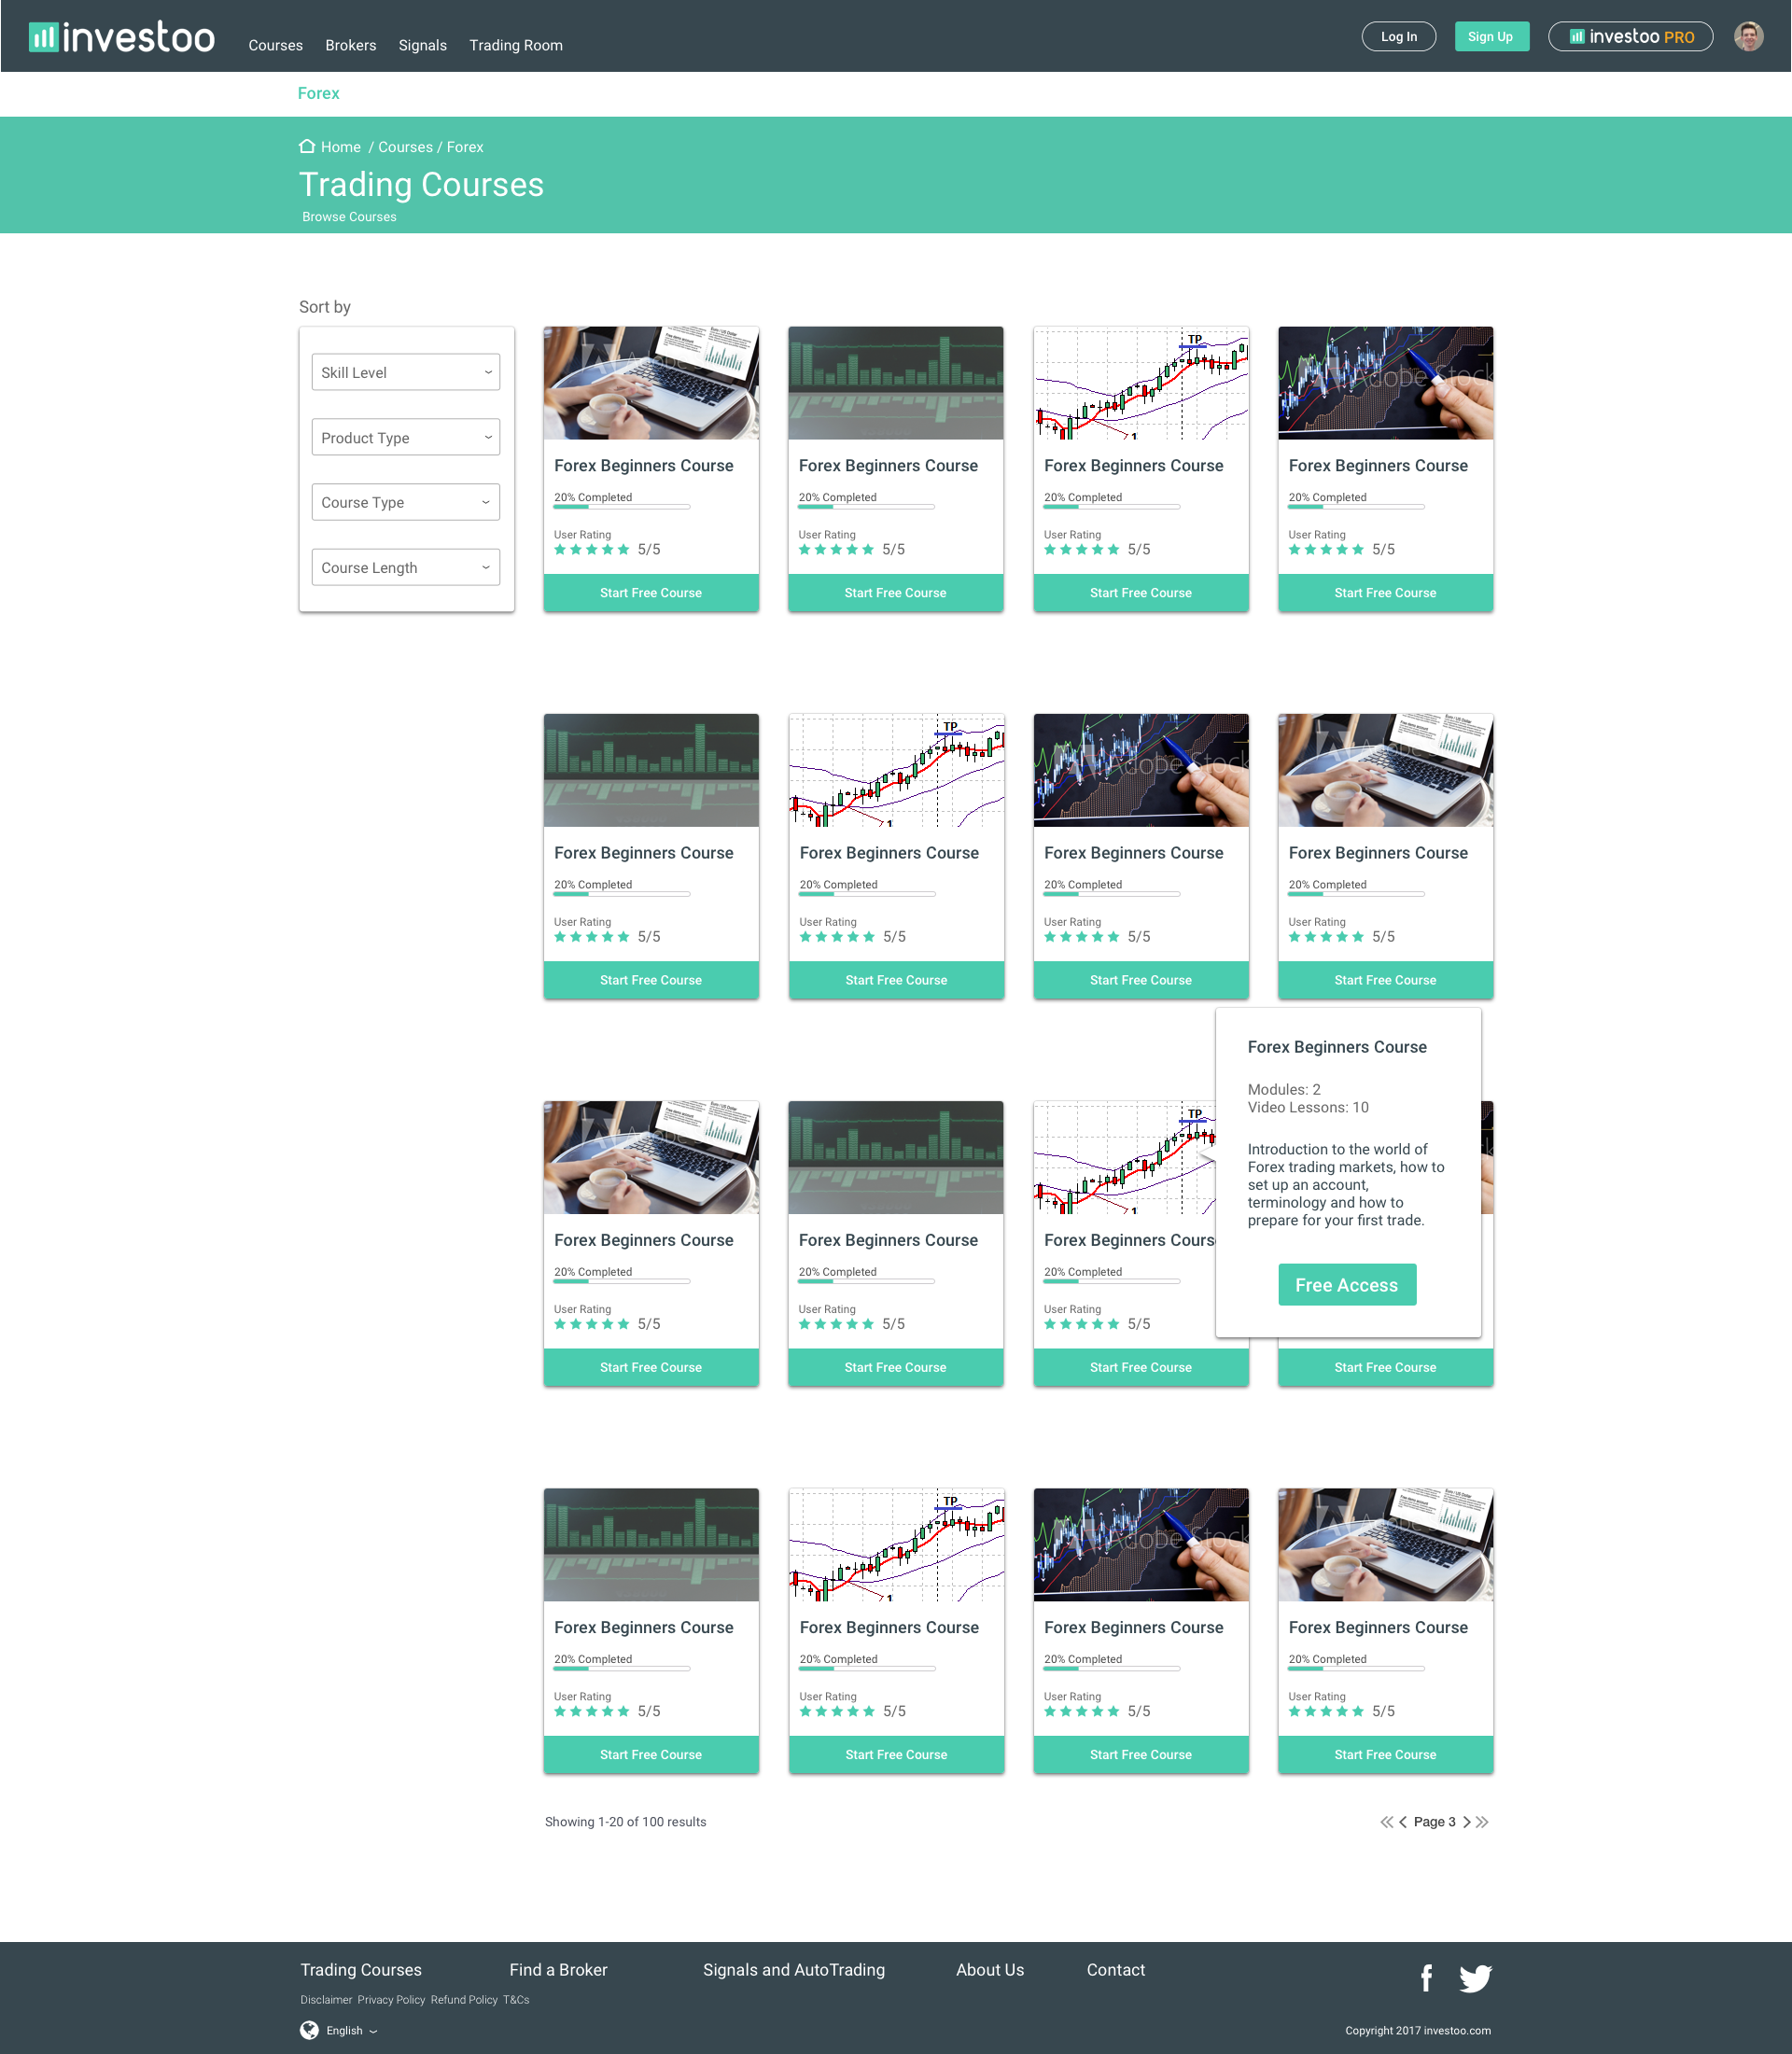 investoo
Courses Brokers Signals Trading Room
Log In
Sign Up
investoo PRO
Forex
Home / Courses / Forex
Trading Courses
Browse Courses
Sort by
Skill Level
Product Type
Course Type
Course Length
TP
1
Adobe Stock
Forex Beginners Course
20% Completed
User Rating
5/5
Start Free Course
Forex Beginners Course
20% Completed
User Rating
5/5
Start Free Course
Forex Beginners Course
20% Completed
User Rating
5/5
Start Free Course
Forex Beginners Course
20% Completed
User Rating
5/5
Start Free Course
TP
1
Adobe Stock
Forex Beginners Course
20% Completed
User Rating
5/5
Start Free Course
Forex Beginners Course
20% Completed
User Rating
5/5
Start Free Course
Forex Beginners Course
20% Completed
User Rating
5/5
Start Free Course
Forex Beginners Course
20% Completed
User Rating
5/5
Start Free Course
TP
1
Forex Beginners Course
20% Completed
User Rating
5/5
Start Free Course
Forex Beginners Course
20% Completed
User Rating
5/5
Start Free Course
Forex Beginners Cours
20% Completed
User Rating
5/5
Start Free Course
Forex Beginners Course
Modules: 2
Video Lessons: 10
Introduction to the world of
Forex trading markets, how to
set up an account,
terminology and how to
prepare for your first trade.
Free Access
Start Free Course
TP
1
Adobe Stock
Forex Beginners Course
20% Completed
User Rating
5/5
Start Free Course
Forex Beginners Course
20% Completed
User Rating
5/5
Start Free Course
Forex Beginners Course
20% Completed
User Rating
5/5
Start Free Course
Forex Beginners Course
20% Completed
User Rating
5/5
Start Free Course
Showing 1-20 of 100 results
Page 3
Trading Courses
Find a Broker
Signals and AutoTrading
About Us
Contact
Disclaimer Privacy Policy Refund Policy T&Cs
English
Copyright 2017 investoo.com